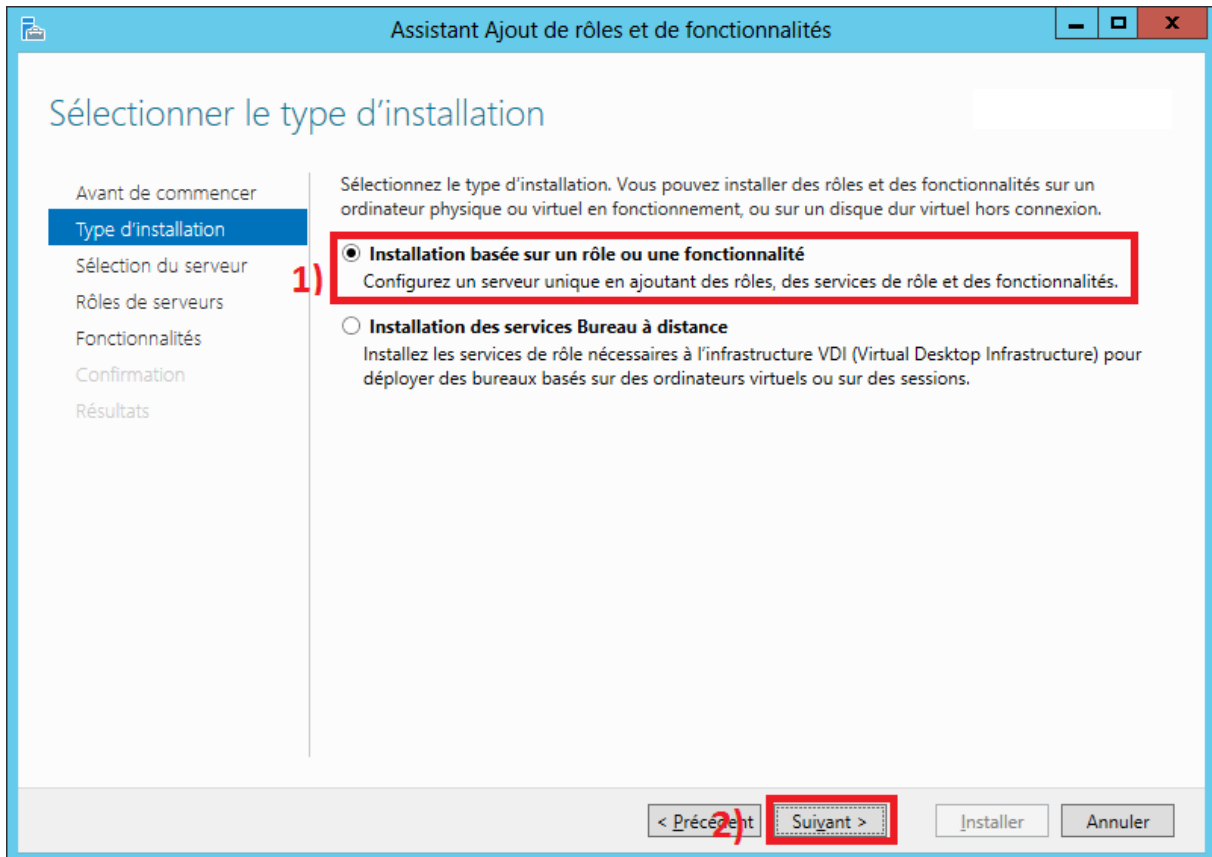 Assistant Ajout de rôles et de fonctionnalités
Sélectionner le type d’installation
Avant de commencer
Type d’installation
Sélection du serveur
Rôles de serveurs
Fonctionnalités
Confirmation
Résultats
Sélectionnez le type d’installation. Vous pouvez installer des rôles et des fonctionnalités sur un
ordinateur physique ou virtuel en fonctionnement, ou sur un disque dur virtuel hors connexion.
1)
Installation basée sur un rôle ou une fonctionnalité
Configurez un serveur unique en ajoutant des rôles, des services de rôle et des fonctionnalités.
Installation des services Bureau à distance
Installez les services de rôle nécessaires à l’infrastructure VDI (Virtual Desktop Infrastructure) pour
déployer des bureaux basés sur des ordinateurs virtuels ou sur des sessions.
< Précédent
2)
Suivant >
Installer
Annuler